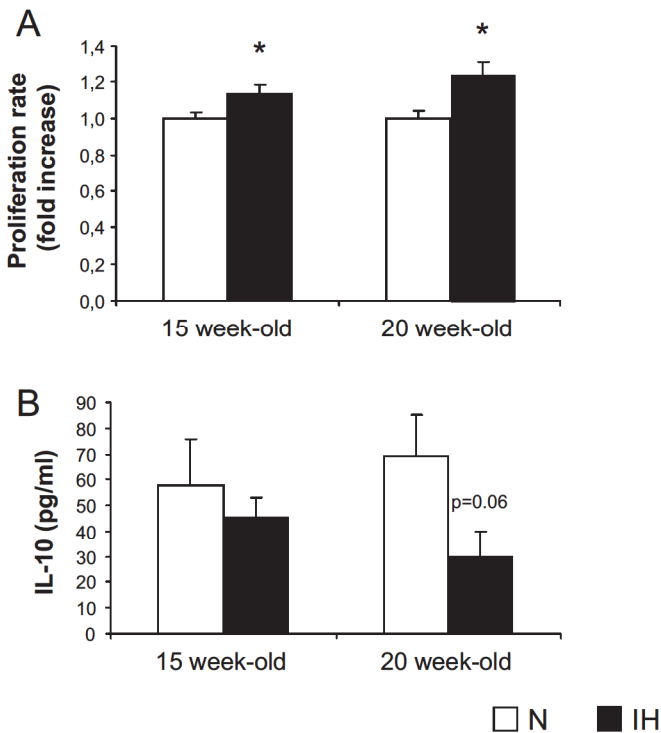 A
Proliferation rate
(fold increase)
1,4
1,2
1,0
0,8
0,6
0,4
0,2
0,0
*
*
15 week-old
20 week-old
B
IL-10 (pg/ml)
90
80
70
60
50
40
30
20
10
0
p=0.06
15 week-old
20 week-old
N
IH